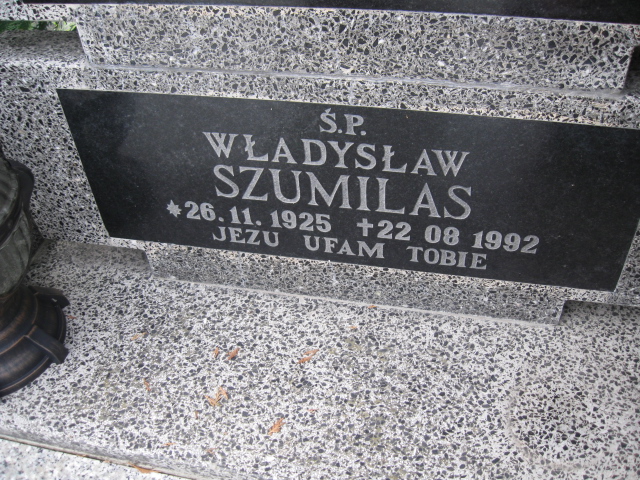 Ś.P.
WŁADYSŁAW
SZUMILAS
*26.11.1925 +22 08 1992
JEZU UFAM TOBIE